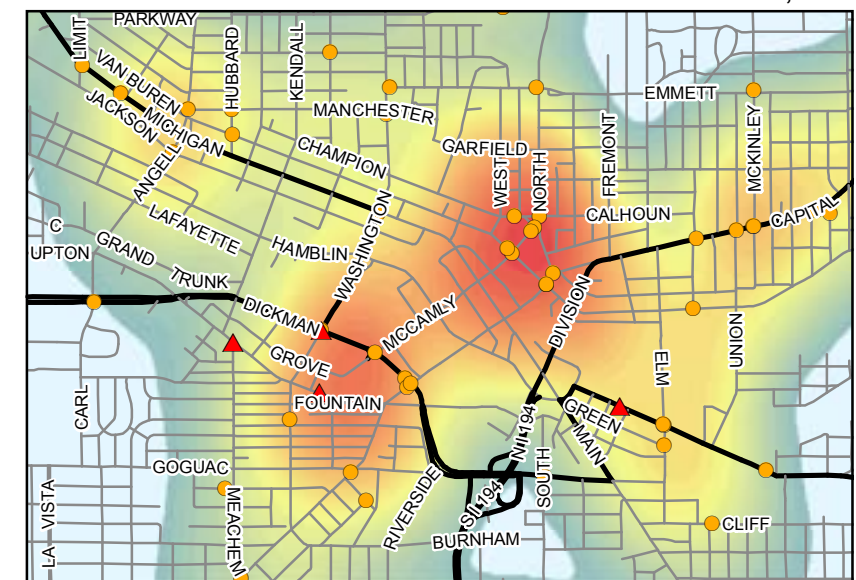 PARKWAY
LIMIT
HUBBARD
KENDALL
VAN BUREN
JACKSON
MICHIGAN
MANCHESTER
EMMETT
MCKINLEY
ANGELL
CHAMPION
GARFIELD
WEST
NORTH
FREMONT
CALHOUN
CAPITAL
LAFAYETTE
WASHINGTON
C
UPTON
GRAND
TRUNK
HAMBLIN
DICKMAN
MCCAMLY
DIVISION
GROVE
FOUNTAIN
ELM
UNION
CARL
GREEN
MAIN
N I 194
GOGUAC
MEACHEM
RIVERSIDE
S I 194
SOUTH
LA VISTA
BURNHAM
CLIFF